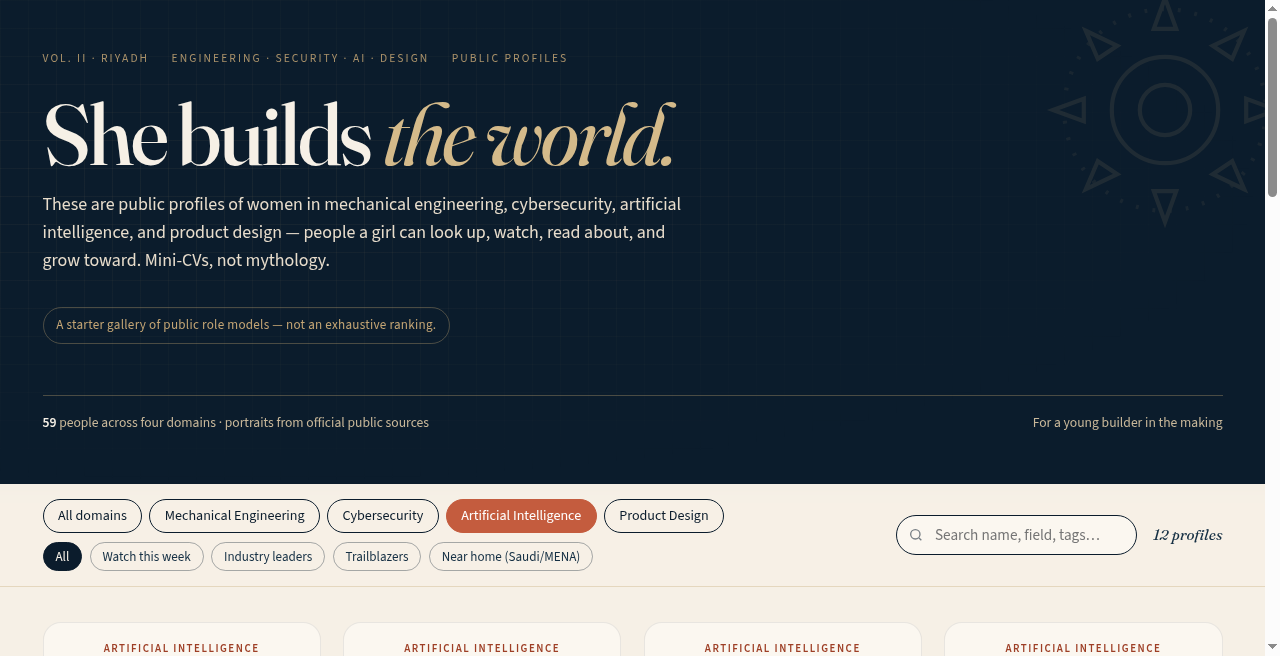 VOL. II · RIYADH ENGINEERING · SECURITY · AI · DESIGN PUBLIC PROFILES
She builds the world.
These are public profiles of women in mechanical engineering, cybersecurity, artificial
intelligence, and product design — people a girl can look up, watch, read about, and
grow toward. Mini-CVs, not mythology.
A starter gallery of public role models — not an exhaustive ranking.
59 people across four domains · portraits from official public sources
For a young builder in the making
All domains Mechanical Engineering Cybersecurity Artificial Intelligence Product Design
All Watch this week Industry leaders Trailblazers Near home (Saudi/MENA)
Search name, field, tags… 12 profiles
ARTIFICIAL INTELLIGENCE ARTIFICIAL INTELLIGENCE ARTIFICIAL INTELLIGENCE ARTIFICIAL INTELLIGENCE